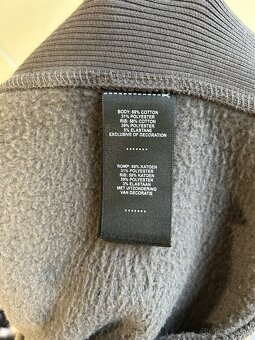 BODY: 69% COTTON
31% POLYESTER
RIB: 58% COTTON
39% POLYESTER
3% ELASTANE
EXCLUSIVE OF DECORATION
.......
ROMP: 69% KATOEN
31% POLYESTER
RIB: 58% KATOEN
39% POLYESTER
3% ELASTAAN
MET UITZONDERING
VAN DECORATIE
.......